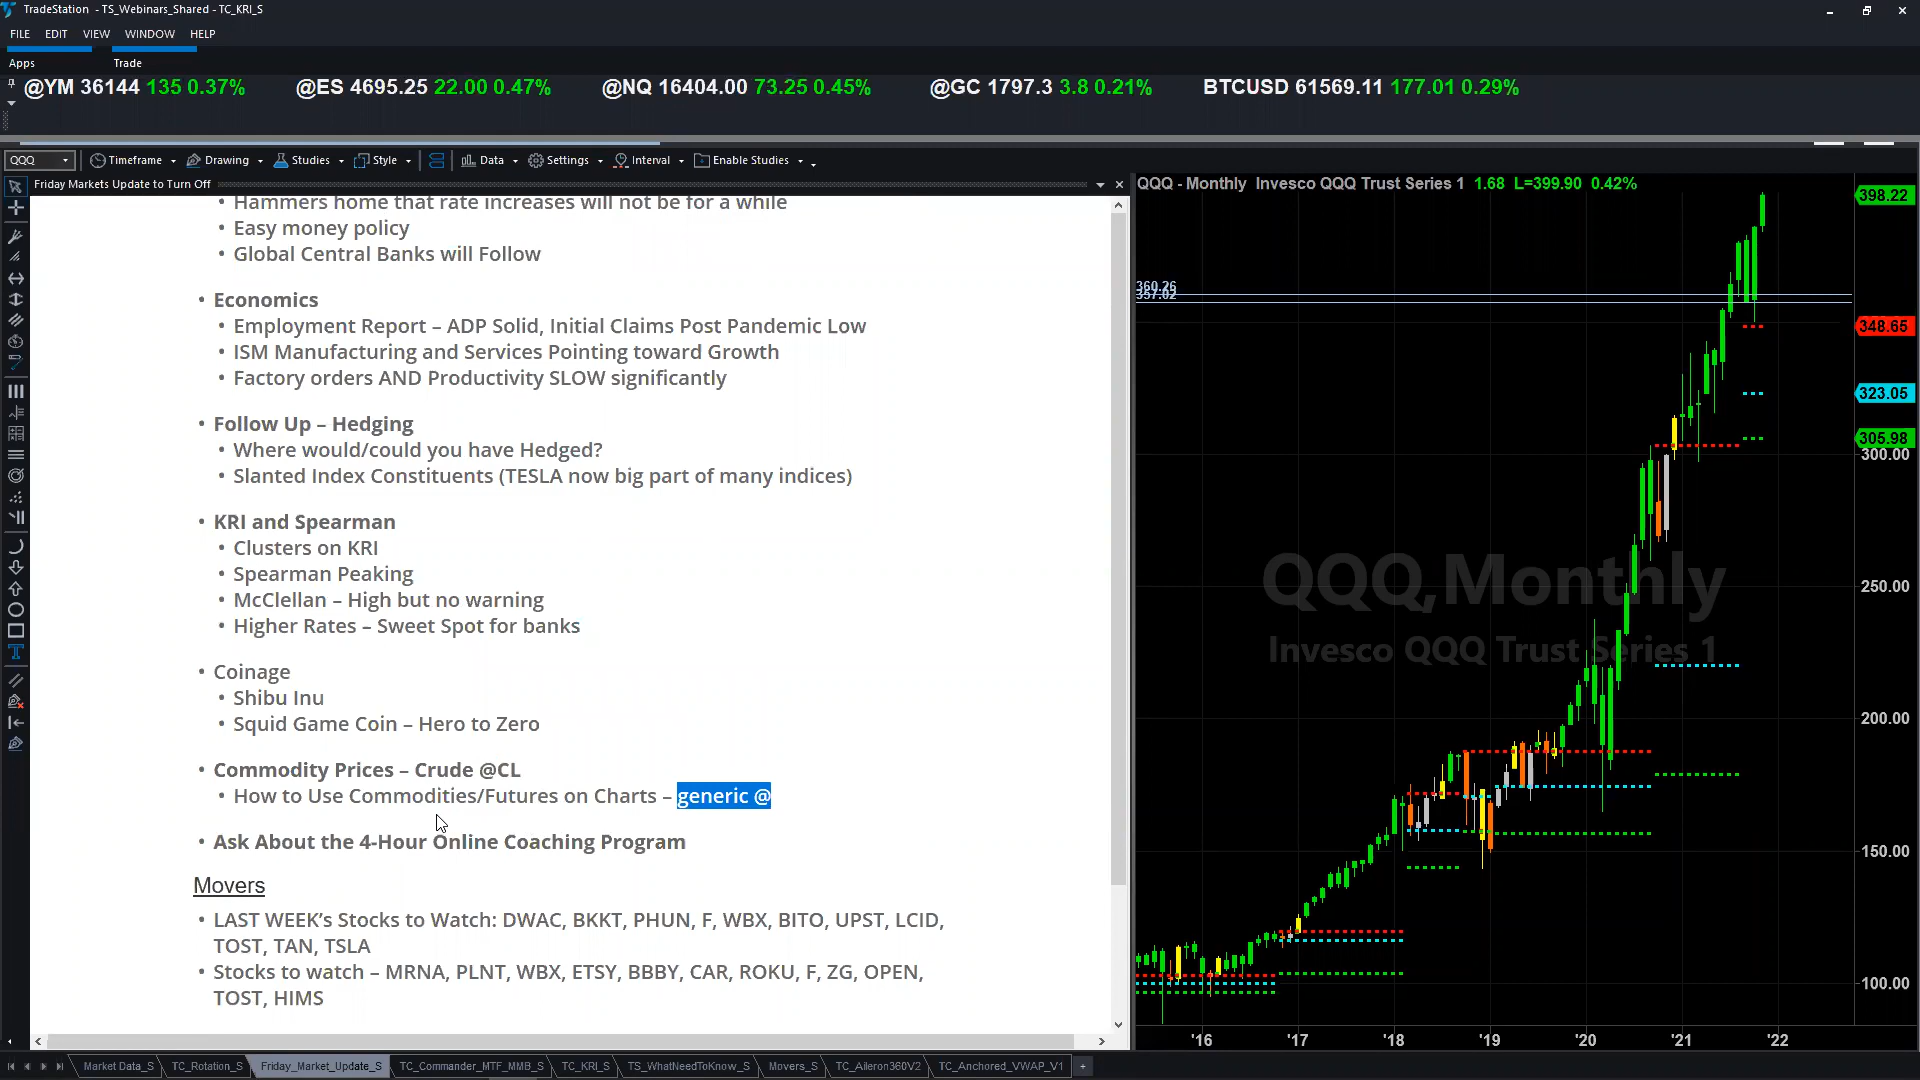 TradeStation - TS_Webinars_Shared - TC_KRI_S
FILE EDIT VIEW WINDOW HELP
Apps Trade
@YM 36144 135 0.37% @ES 4695.25 22.00 0.47% @NQ 16404.00 73.25 0.45% @GC 1797.3 3.8 0.21% BTCUSD 61569.11 177.01 0.29%
QQQ Timeframe Drawing Studies Style Data Settings Interval Enable Studies
Friday Markets Update to Turn Off
• Hammers home that rate increases will not be for a while
• Easy money policy
• Global Central Banks will Follow
• Economics
• Employment Report – ADP Solid, Initial Claims Post Pandemic Low
• ISM Manufacturing and Services Pointing toward Growth
• Factory orders AND Productivity SLOW significantly
• Follow Up – Hedging
• Where would/could you have Hedged?
• Slanted Index Constituents (TESLA now big part of many indices)
• KRI and Spearman
• Clusters on KRI
• Spearman Peaking
• McClellan – High but no warning
• Higher Rates – Sweet Spot for banks
• Coinage
• Shibu Inu
• Squid Game Coin – Hero to Zero
• Commodity Prices – Crude @CL
• How to Use Commodities/Futures on Charts – generic @
• Ask About the 4-Hour Online Coaching Program
Movers
• LAST WEEK's Stocks to Watch: DWAC, BKKT, PHUN, F, WBX, BITO, UPST, LCID,
TOST, TAN, TSLA
• Stocks to watch – MRNA, PLNT, WBX, ETSY, BBBY, CAR, ROKU, F, ZG, OPEN,
TOST, HIMS
QQQ - Monthly Invesco QQQ Trust Series 1 1.68 L=399.90 0.42%
398.22
360.26
357.02
348.65
323.05
305.98
300.00
QQQ,Monthly
Invesco QQQ Trust Series 1
250.00
200.00
150.00
100.00
'16 '17 '18 '19 '20 '21 '22
Market Data_S TC_Rotation_S Friday_Market_Update_S TC_Commander_MTF_MMB_S TC_KRI_S TS_WhatNeedToKnow_S Movers_S TC_Aileron360V2 TC_Anchored_VWAP_V1 +